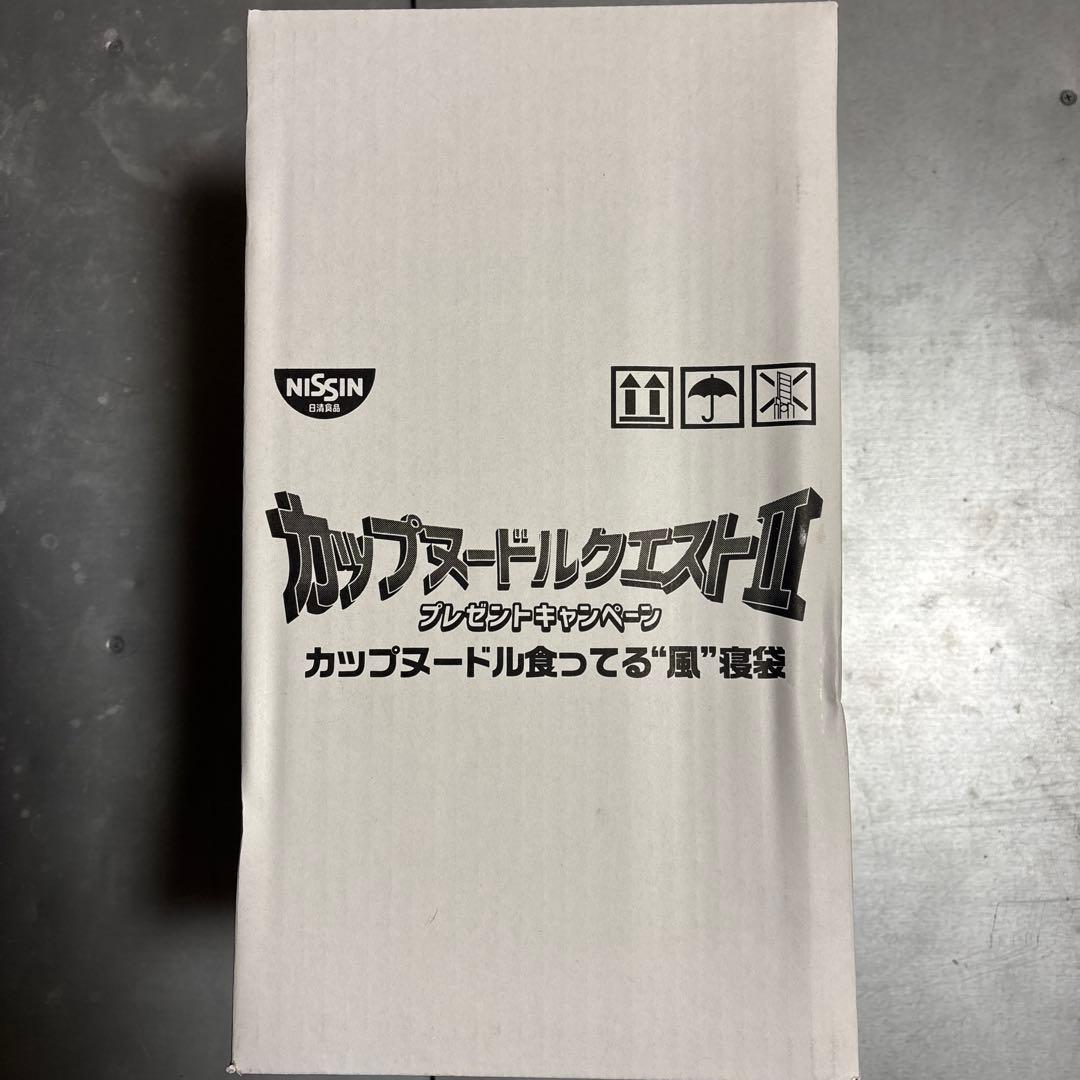 NISSIN
日清食品
カップヌードルクエストII
プレゼントキャンペーン
カップヌードル食ってる“風”寝袋